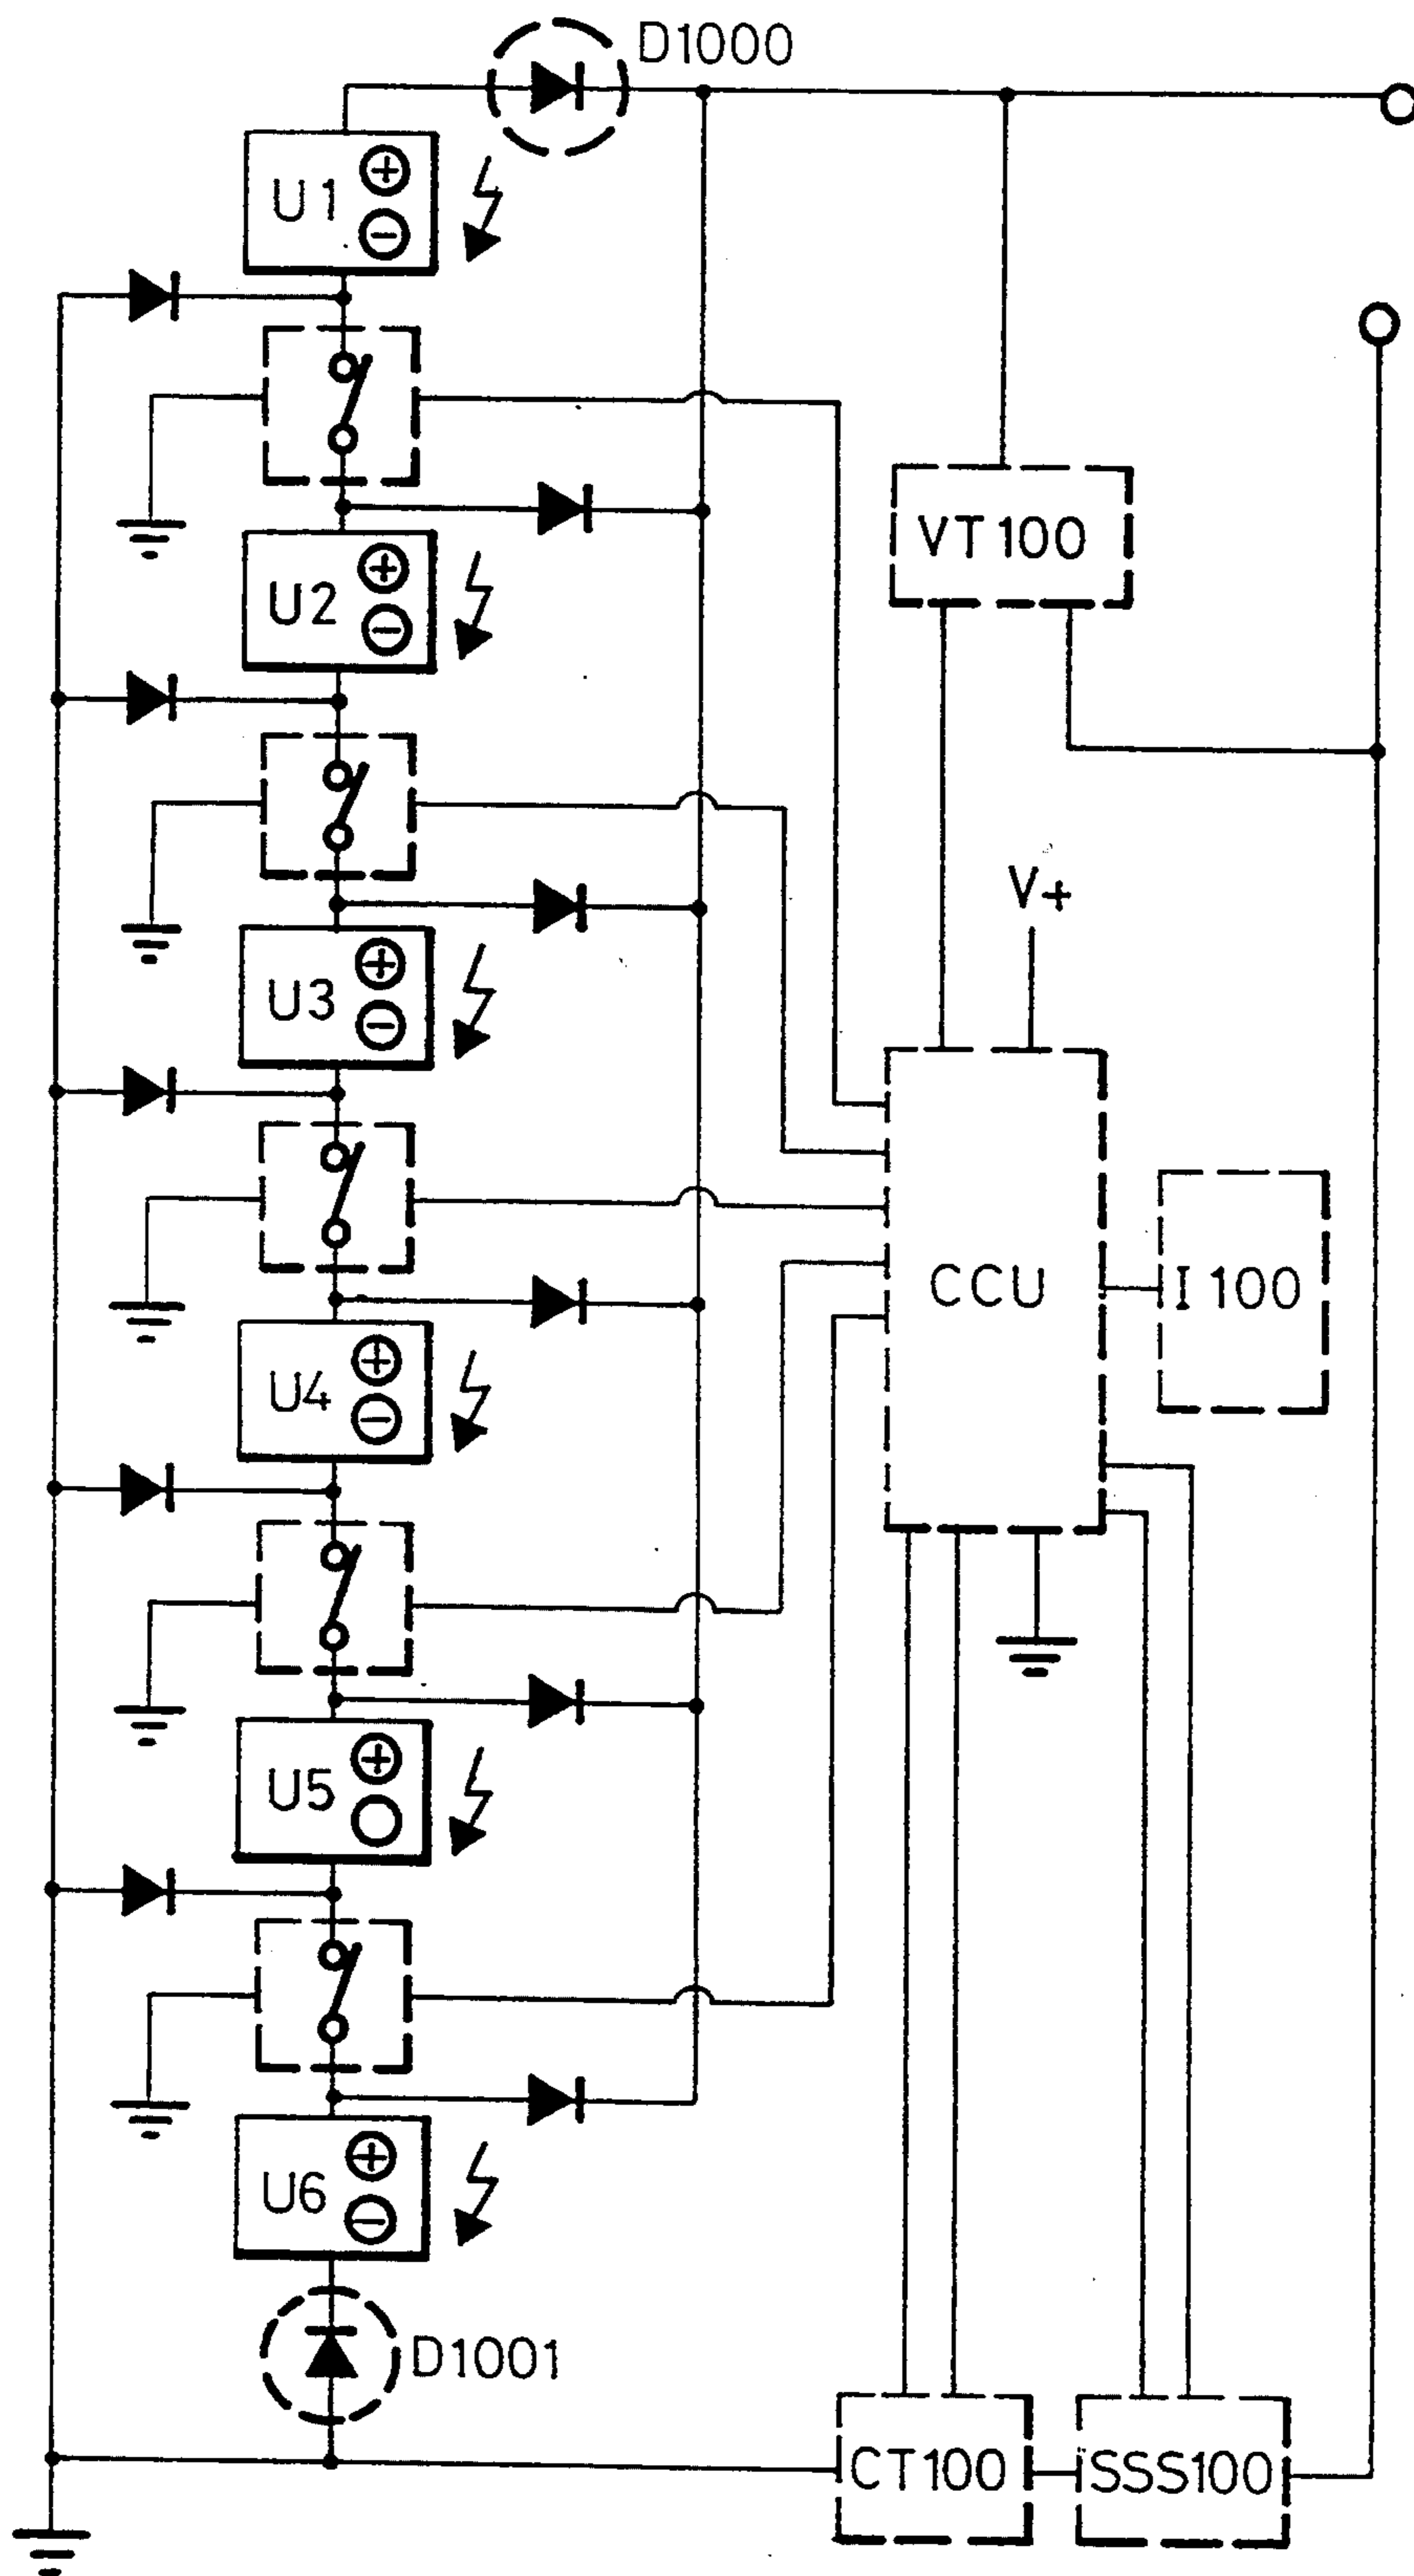 D1000
U1
+
−
U2
+
−
VT100
V+
U3
+
−
CCU
I100
U4
+
−
U5
+
U6
+
−
D1001
CT100
SSS100